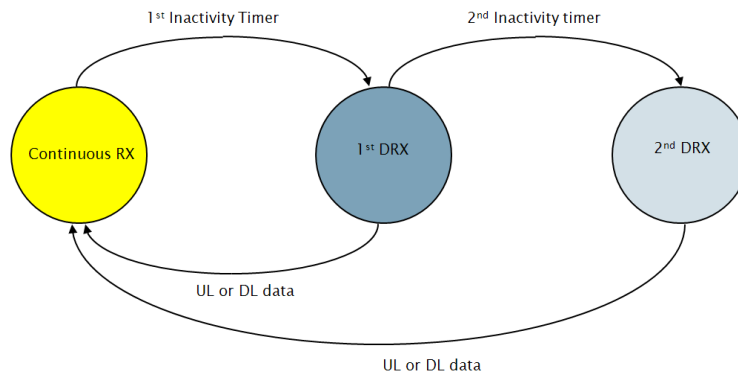 1st Inactivity Timer
2nd Inactivity timer
Continuous RX
1st DRX
2nd DRX
UL or DL data
UL or DL data